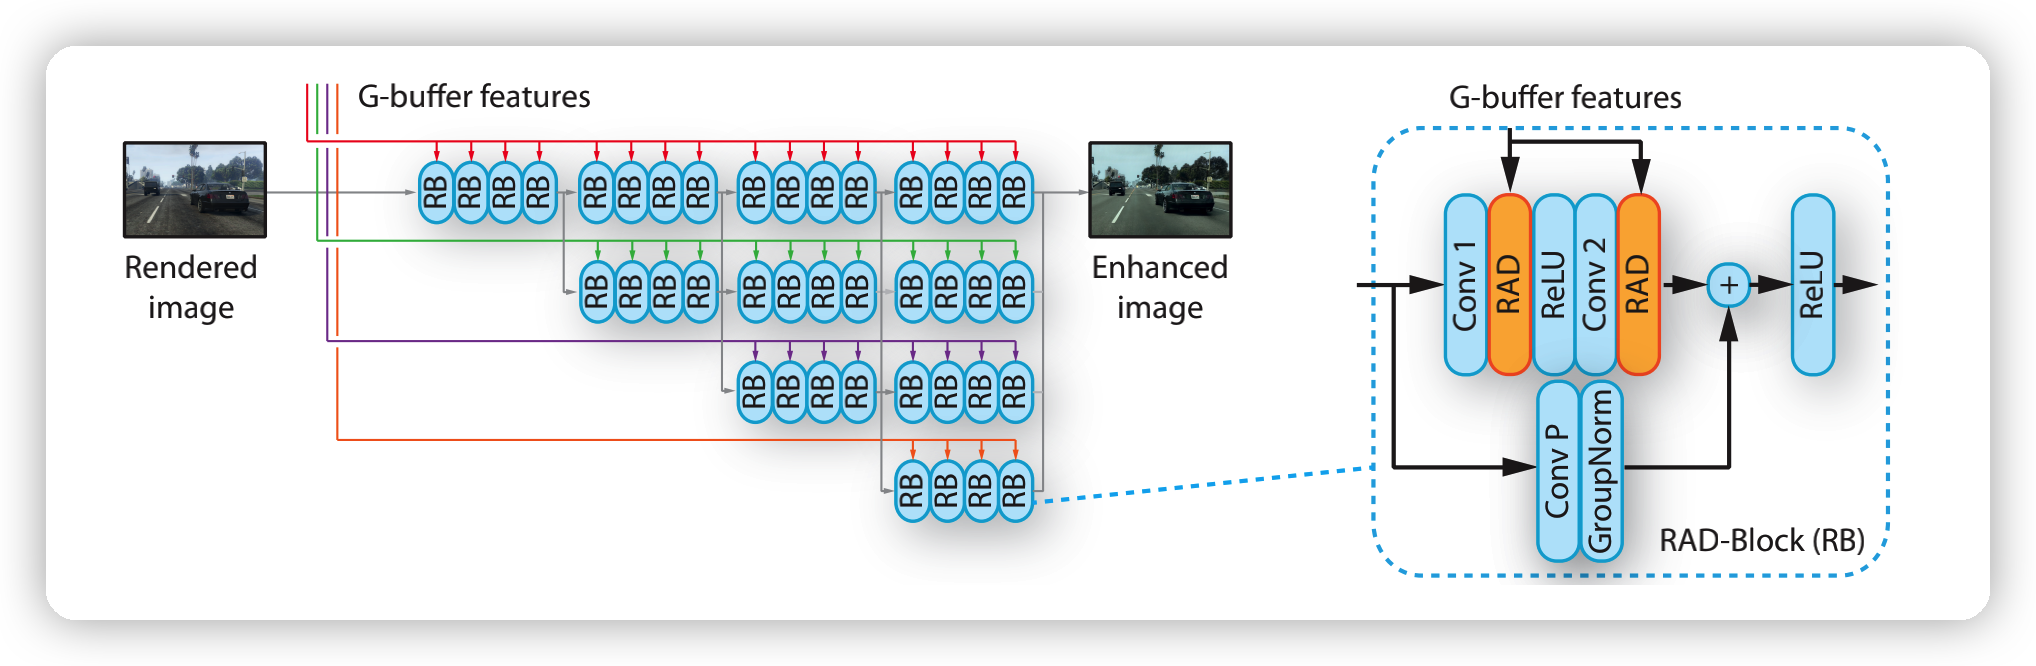 G-buffer features
Rendered
image
RB RB RB RB RB RB RB RB RB RB RB RB RB RB RB RB
RB RB RB RB RB RB RB RB RB RB RB RB
RB RB RB RB RB RB RB RB
RB RB RB RB
Enhanced
image
G-buffer features
Conv 1
RAD
ReLU
Conv 2
RAD
+
ReLU
Conv P
GroupNorm
RAD-Block (RB)